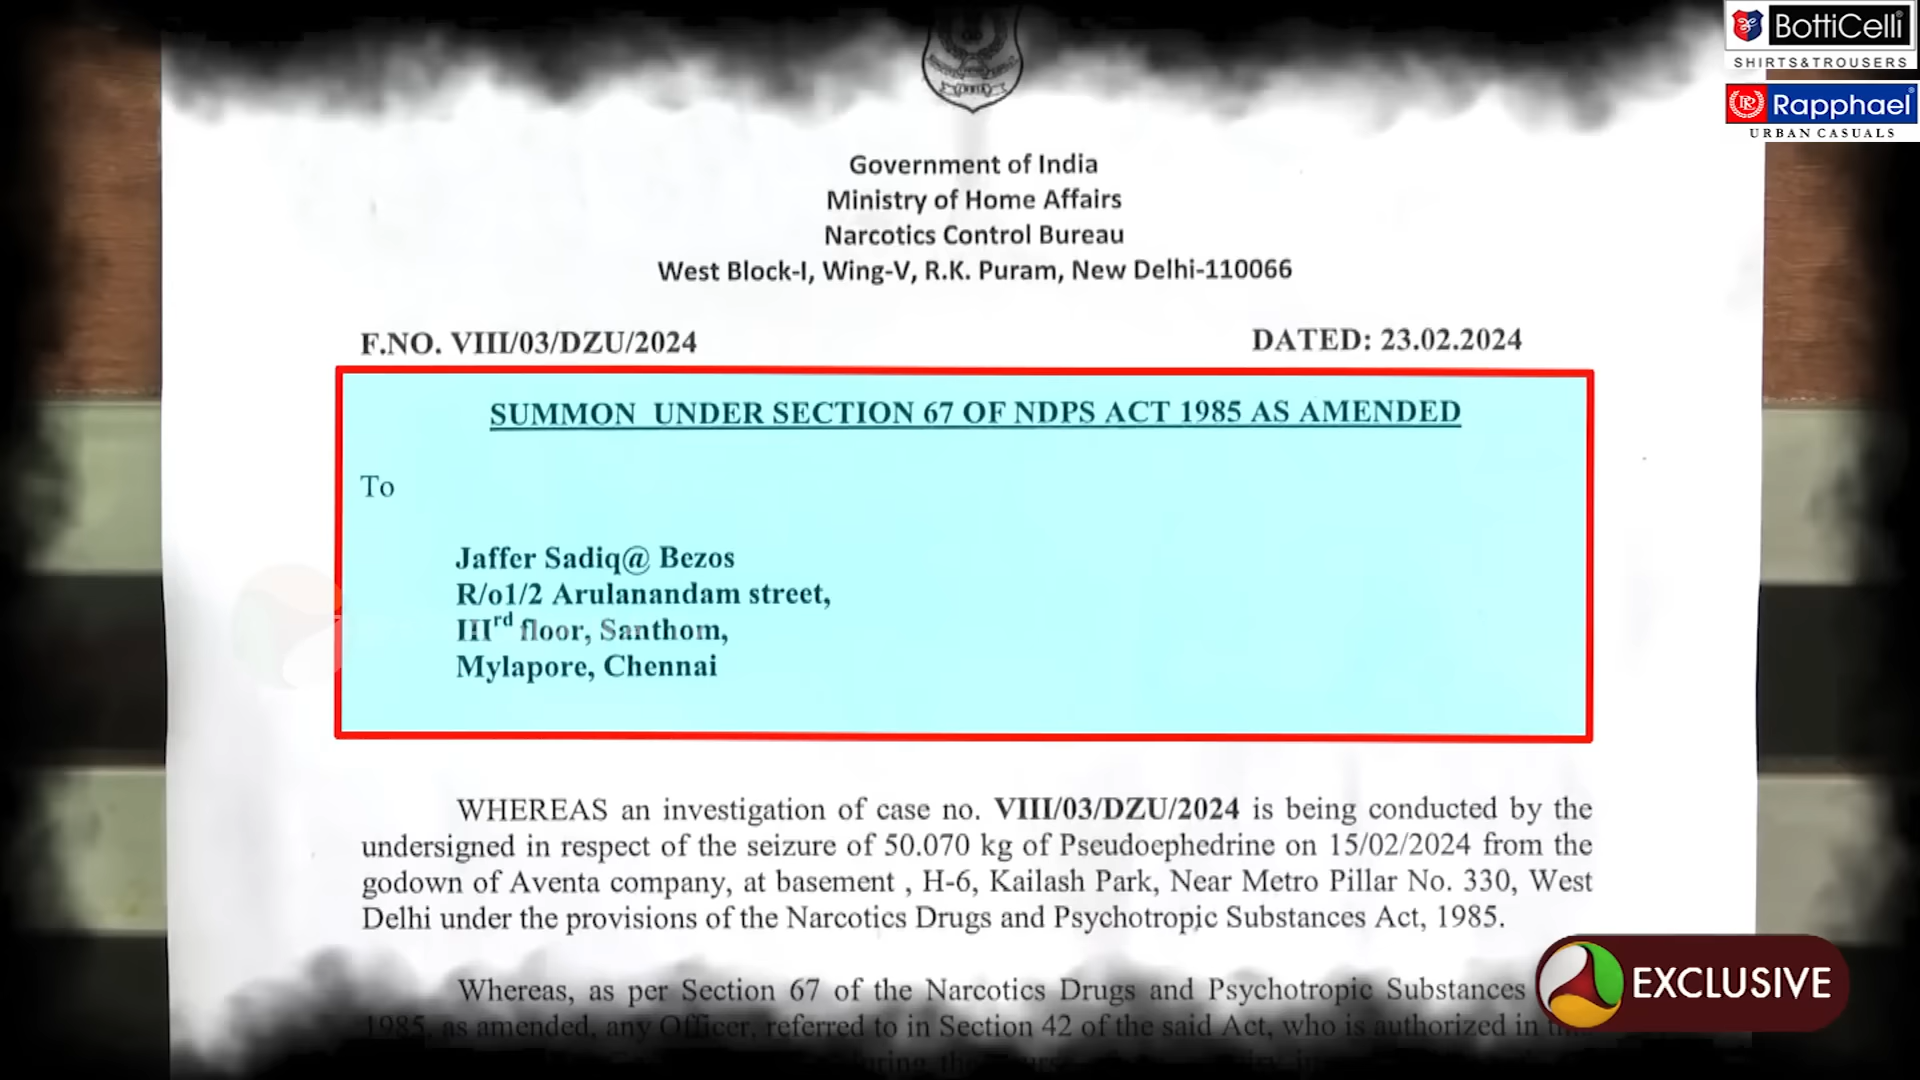 BottiCelli
SHIRTS&TROUSERS
Rapphael
URBAN CASUALS
Government of India
Ministry of Home Affairs
Narcotics Control Bureau
West Block-I, Wing-V, R.K. Puram, New Delhi-110066
F.NO. VIII/03/DZU/2024 DATED: 23.02.2024
SUMMON UNDER SECTION 67 OF NDPS ACT 1985 AS AMENDED
To
Jaffer Sadiq@ Bezos
R/o1/2 Arulanandam street,
IIIrd floor, Santhom,
Mylapore, Chennai
WHEREAS an investigation of case no. VIII/03/DZU/2024 is being conducted by the
undersigned in respect of the seizure of 50.070 kg of Pseudoephedrine on 15/02/2024 from the
godown of Aventa company, at basement , H-6, Kailash Park, Near Metro Pillar No. 330, West
Delhi under the provisions of the Narcotics Drugs and Psychotropic Substances Act, 1985.
Whereas, as per Section 67 of the Narcotics Drugs and Psychotropic Substances
1985, as amended, any Officer, referred to in Section 42 of the said Act, who is authorized in
EXCLUSIVE